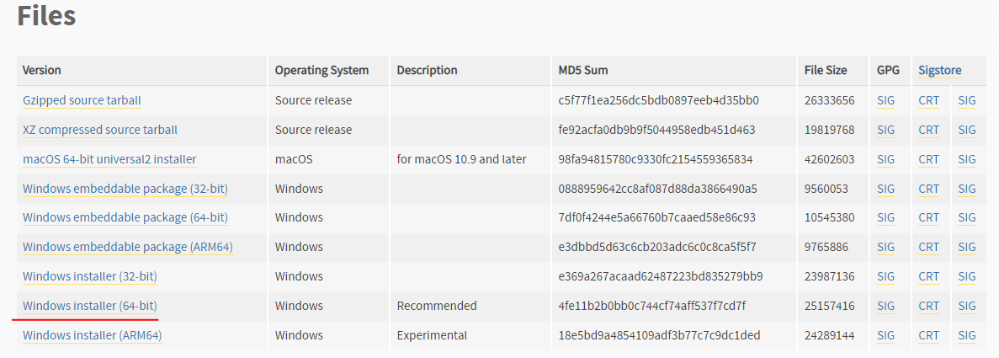 Files
Version Operating System Description MD5 Sum File Size GPG Sigstore
Gzipped source tarball Source release c5f77f1ea256dc5bdb0897eeb4d35bb0 26333656 SIG CRT SIG
XZ compressed source tarball Source release fe92acfa0db9b9f5044958edb451d463 19819768 SIG CRT SIG
macOS 64-bit universal2 installer macOS for macOS 10.9 and later 98fa94815780c9330fc2154559365834 42602603 SIG CRT SIG
Windows embeddable package (32-bit) Windows 0888959642cc8af087d88da3866490a5 9560053 SIG CRT SIG
Windows embeddable package (64-bit) Windows 7df0f4244e5a66760b7caaed58e86c93 10545380 SIG CRT SIG
Windows embeddable package (ARM64) Windows e3dbbd5d63c6cb203adc6c0c8ca5f5f7 9765886 SIG CRT SIG
Windows installer (32-bit) Windows e369a267acaad62487223bd835279bb9 23987136 SIG CRT SIG
Windows installer (64-bit) Windows Recommended 4fe11b2b0bb0c744cf74aff537f7cd7f 25157416 SIG CRT SIG
Windows installer (ARM64) Windows Experimental 18e5bd9a4854109adf3b77c7c9dc1ded 24289144 SIG CRT SIG